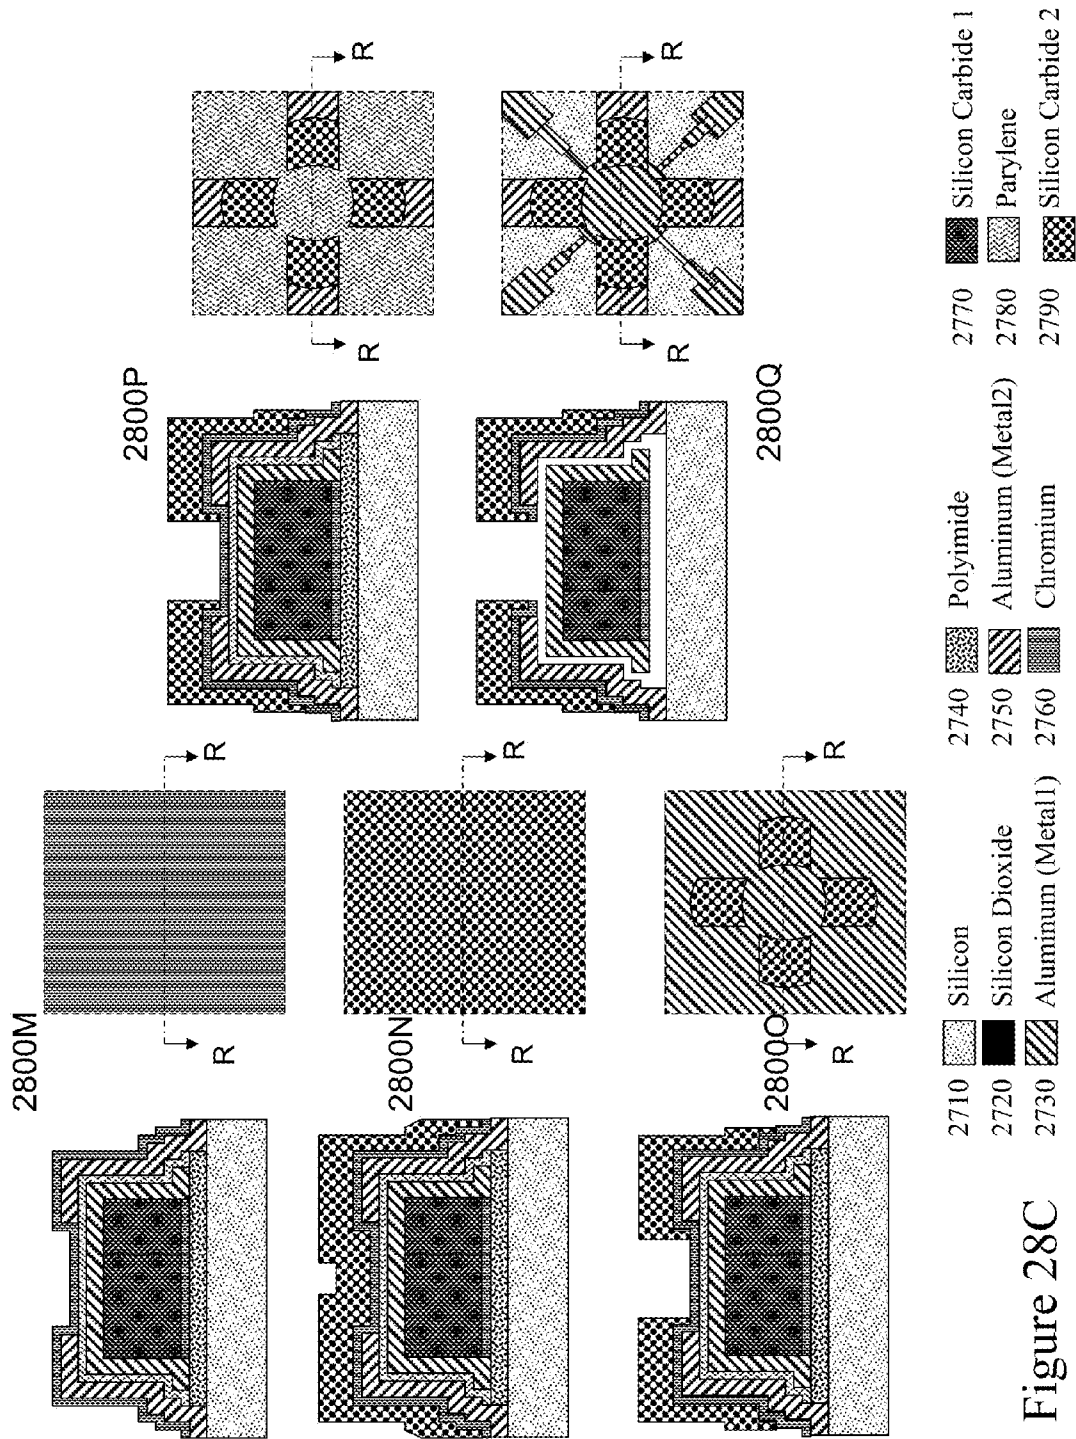 2800M
R
R
2800N
R
R
2800O
R
R
2800P
R
R
2800Q
R
R
2710 Silicon
2720 Silicon Dioxide
2730 Aluminum (Metal1)
2740 Polyimide
2750 Aluminum (Metal2)
2760 Chromium
2770 Silicon Carbide 1
2780 Parylene
2790 Silicon Carbide 2
Figure 28C